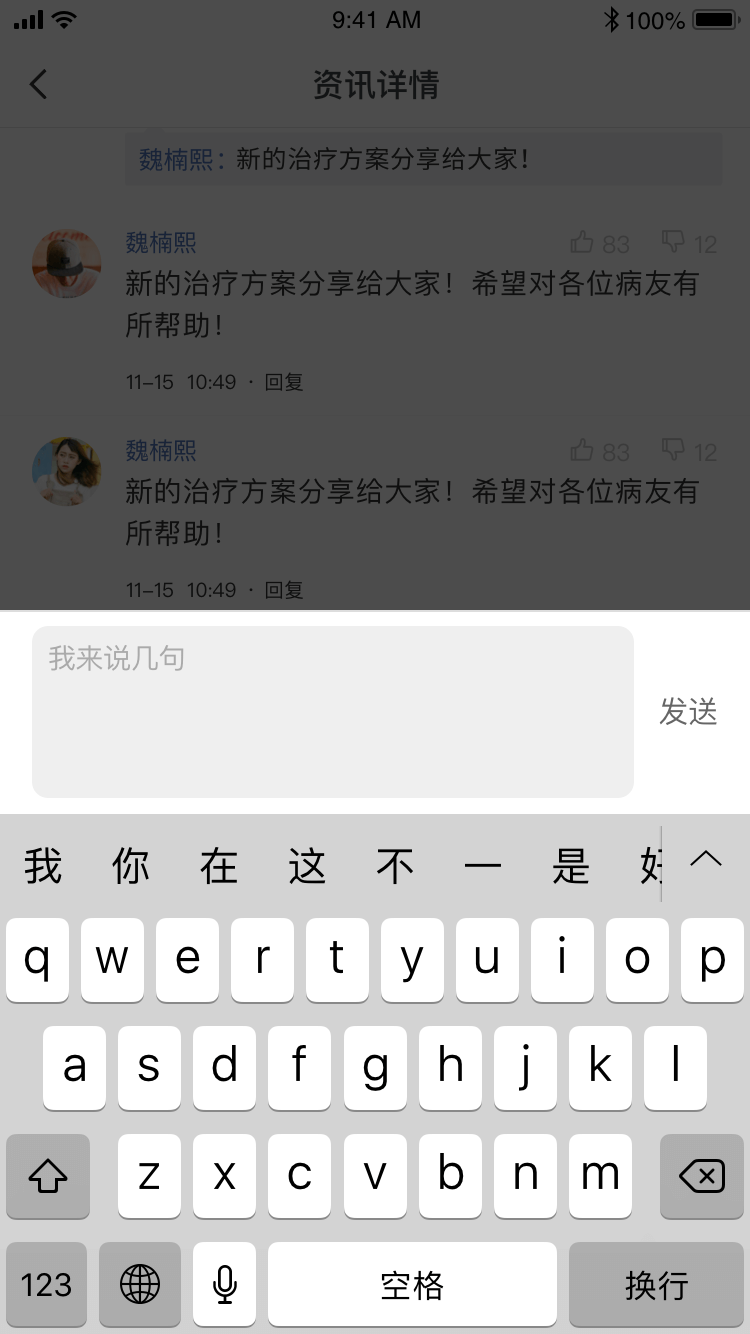 9:41 AM 100%
资讯详情
魏楠熙：新的治疗方案分享给大家！
魏楠熙 83 12
新的治疗方案分享给大家！希望对各位病友有
所帮助！
11-15 10:49 · 回复
魏楠熙 83 12
新的治疗方案分享给大家！希望对各位病友有
所帮助！
11-15 10:49 · 回复
我来说几句
发送
我 你 在 这 不 一 是 好
q w e r t y u i o p
a s d f g h j k l
z x c v b n m
123 空格 换行